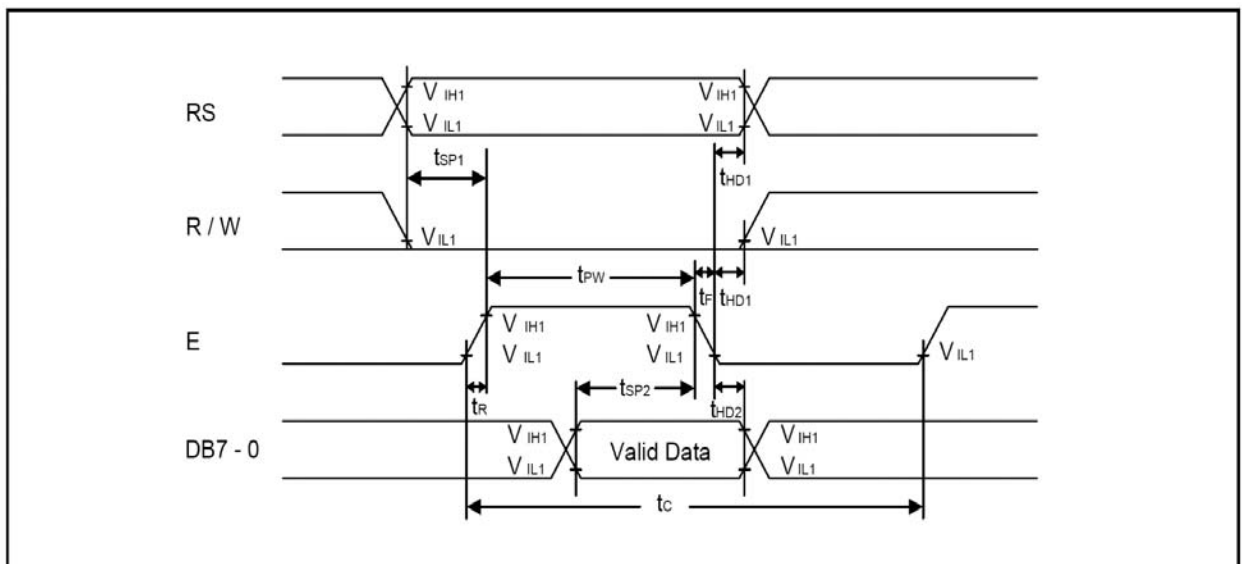 RS
V IH1
V IL1
V IH1
V IL1
tSP1
tHD1
R / W
VIL1
V IL1
tPW
tF
tHD1
E
V IH1
V IL1
V IH1
V IL1
V IL1
tR
tSP2
tHD2
DB7 - 0
V IH1
V IL1
Valid Data
V IH1
V IL1
tC